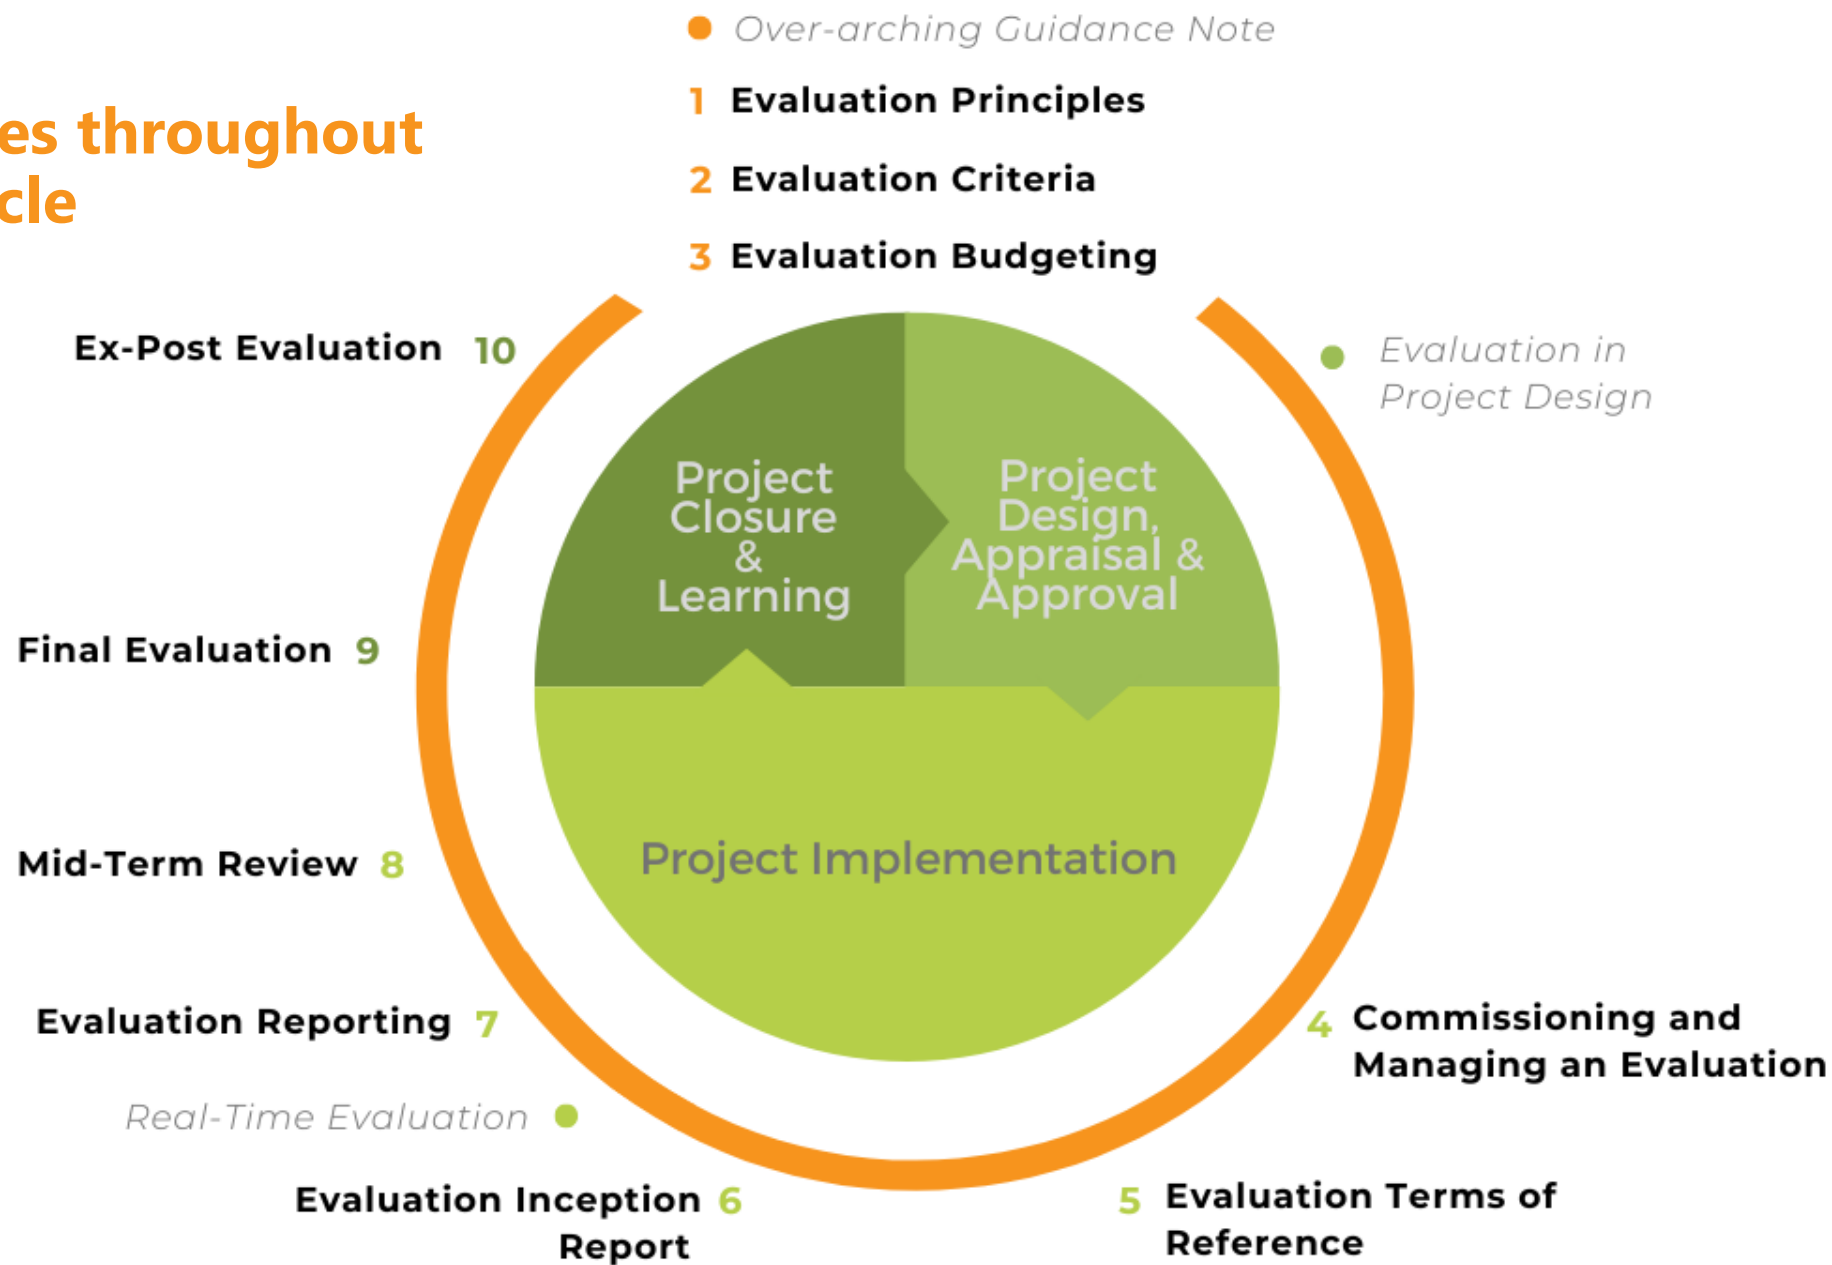 Over-arching Guidance Note
1 Evaluation Principles
2 Evaluation Criteria
3 Evaluation Budgeting
es throughout
cle
Ex-Post Evaluation 10
Evaluation in
Project Design
Project
Closure
&
Learning
Project
Design,
Appraisal &
Approval
Final Evaluation 9
Mid-Term Review 8
Project Implementation
Evaluation Reporting 7
4 Commissioning and
Managing an Evaluation
Real-Time Evaluation
Evaluation Inception 6
Report
5 Evaluation Terms of
Reference